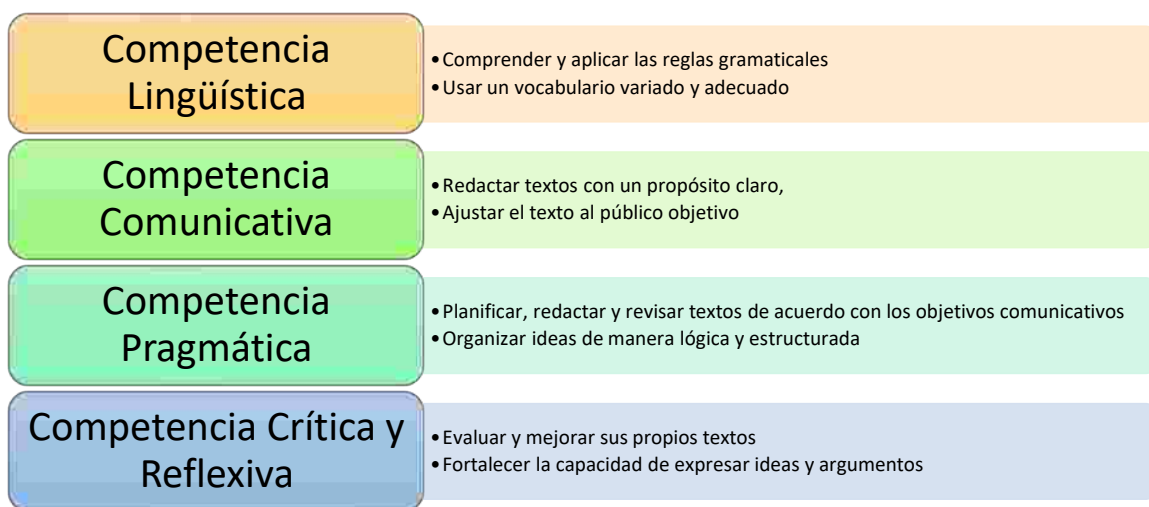 Competencia
Lingüística
•Comprender y aplicar las reglas gramaticales
•Usar un vocabulario variado y adecuado
Competencia
Comunicativa
•Redactar textos con un propósito claro,
•Ajustar el texto al público objetivo
Competencia
Pragmática
•Planificar, redactar y revisar textos de acuerdo con los objetivos comunicativos
•Organizar ideas de manera lógica y estructurada
Competencia Crítica y
Reflexiva
•Evaluar y mejorar sus propios textos
•Fortalecer la capacidad de expresar ideas y argumentos